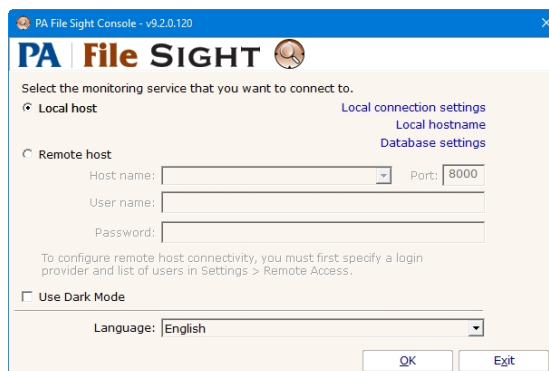 PA File Sight Console - v9.2.0.120
PA File SIGHT
Select the monitoring service that you want to connect to.
Local host
Local connection settings
Local hostname
Database settings
Remote host
Host name: Port: 8000
User name:
Password:
To configure remote host connectivity, you must first specify a login
provider and list of users in Settings > Remote Access.
Use Dark Mode
Language: English
OK Exit